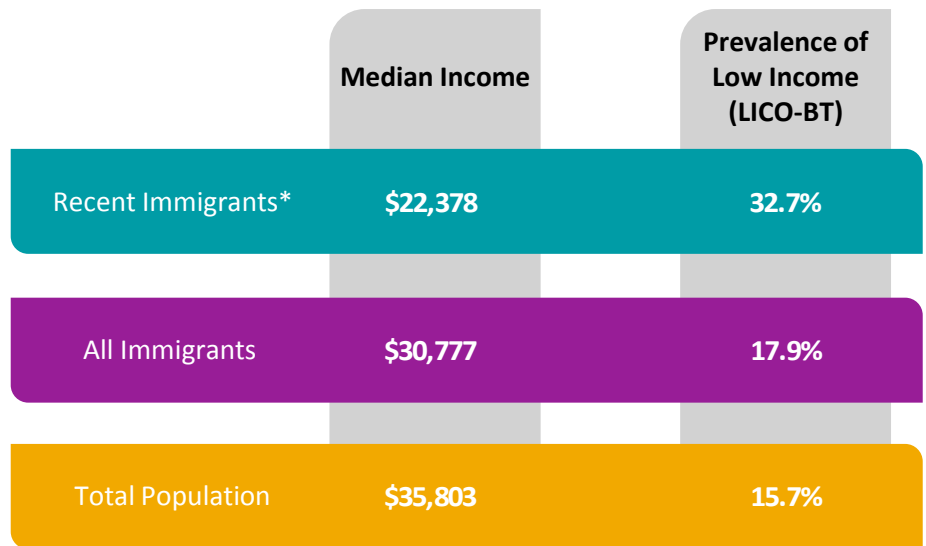 Median Income
Prevalence of
Low Income
(LICO-BT)
Recent Immigrants* $22,378 32.7%
All Immigrants $30,777 17.9%
Total Population $35,803 15.7%